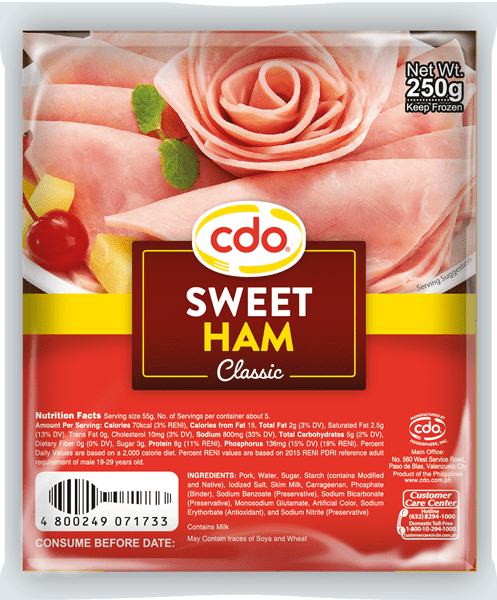 Net Wt.
250g
Keep Frozen
cdo®
Serving Suggestion
SWEET
HAM
Classic
Nutrition Facts Serving size 55g, No. of Servings per container about 5.
Amount Per Serving: Calories 70kcal (3% RENI), Calories from Fat 15, Total Fat 2g (3% DV), Saturated Fat 2.5g
(13% DV), Trans Fat 0g, Cholesterol 10mg (3% DV), Sodium 800mg (33% DV), Total Carbohydrates 5g (2% DV),
Dietary Fiber 0g (0% DV), Sugar 3g, Protein 8g (11% RENI), Phosphorus 136mg (15% DV) (19% RENI). Percent
Daily Values are based on a 2,000 calorie diet. Percent RENI values are based on 2015 RENI PDRI reference adult
requirement of male 19-29 years old.
INGREDIENTS: Pork, Water, Sugar, Starch (contains Modified
and Native), Iodized Salt, Skim Milk, Carrageenan, Phosphate
(Binder), Sodium Benzoate (Preservative), Sodium Bicarbonate
(Preservative), Monosodium Glutamate, Artificial Color, Sodium
Erythorbate (Antioxidant), and Sodium Nitrite (Preservative)
Contains Milk
May Contain traces of Soya and Wheat
4 800249 071733
CONSUME BEFORE DATE:
MANUFACTURED BY
cdo
FOODSPHERE, INC.
Main Office:
No. 560 West Service Road,
Paso de Blas, Valenzuela City
Product of the Philippines
www.cdo.com.ph
Customer
Care Center
Hotline
(632) 8294-1000
Domestic Toll-Free
1-800-10-294-1000
customercare@cdo.com.ph